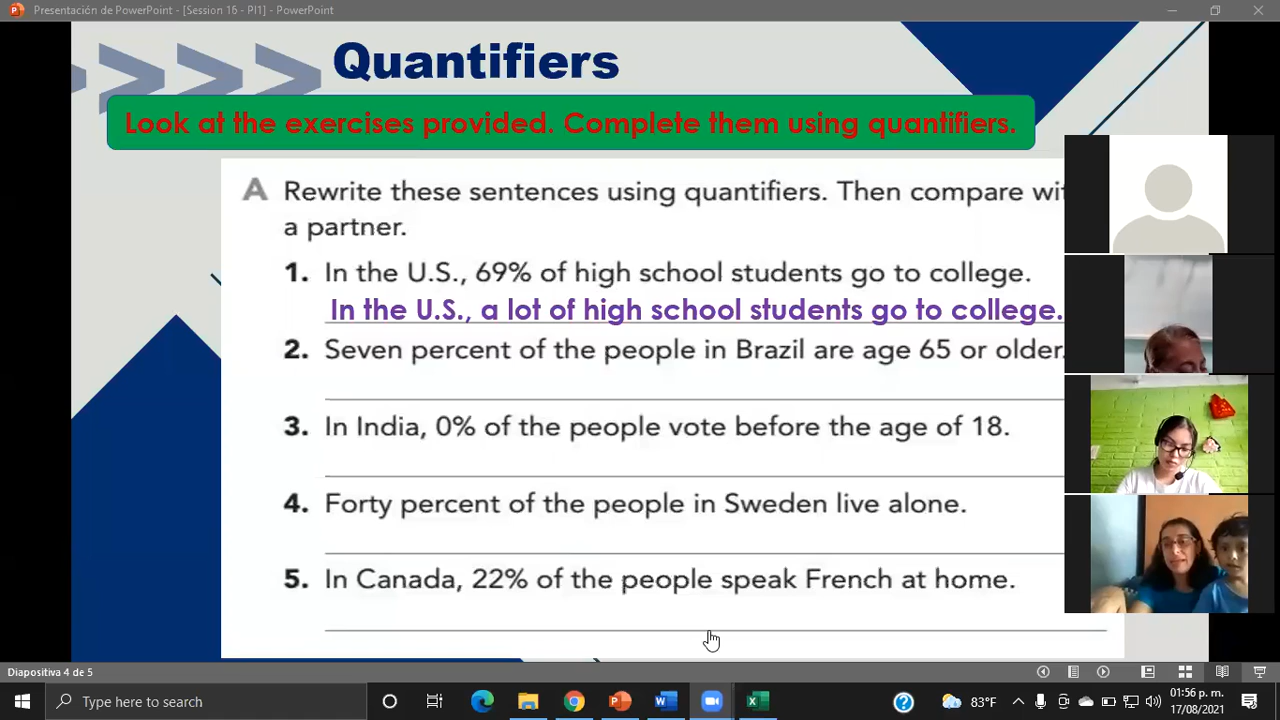 Presentación de PowerPoint - [Session 16 - PI1] - PowerPoint
Quantifiers
Look at the exercises provided. Complete them using quantifiers.
A Rewrite these sentences using quantifiers. Then compare
a partner.
1. In the U.S., 69% of high school students go to college.
In the U.S., a lot of high school students go to college.
2. Seven percent of the people in Brazil are age 65 or older.
3. In India, 0% of the people vote before the age of 18.
4. Forty percent of the people in Sweden live alone.
5. In Canada, 22% of the people speak French at home.
Diapositiva 4 de 5
Type here to search
83°F
01:56 p. m.
17/08/2021